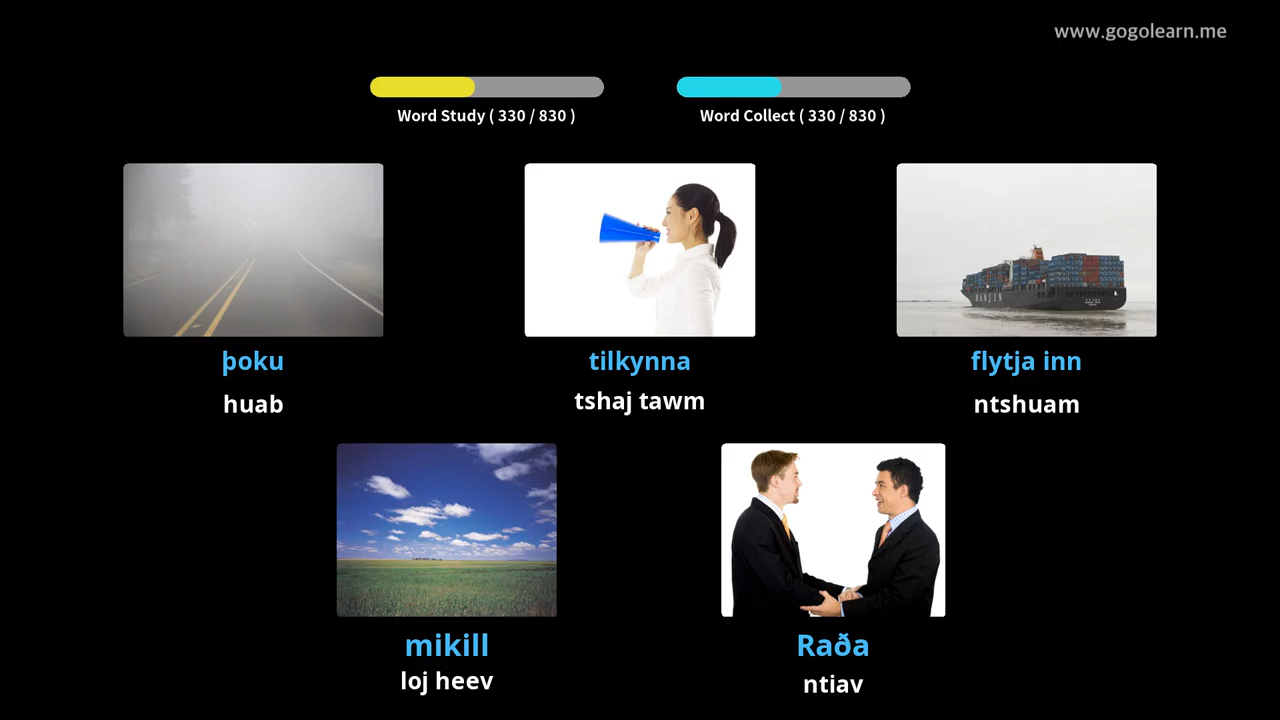 www.gogolearn.me
Word Study ( 330 / 830 )
Word Collect ( 330 / 830 )
HANJIN
þoku
tilkynna
flytja inn
huab
tshaj tawm
ntshuam
mikill
Raða
loj heev
ntiav